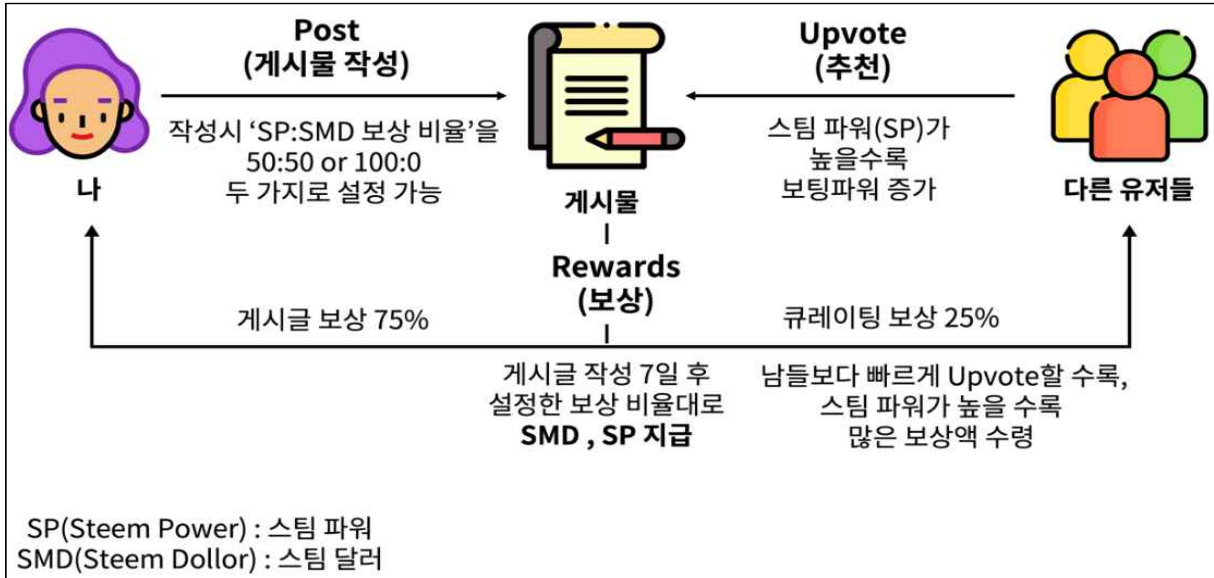 Post
(게시물 작성)
작성시 ‘SP:SMD 보상 비율’을
50:50 or 100:0
두 가지로 설정 가능
나
게시물
Upvote
(추천)
스팀 파워(SP)가
높을수록
보팅파워 증가
다른 유저들
Rewards
(보상)
게시글 보상 75%
큐레이팅 보상 25%
게시글 작성 7일 후
설정한 보상 비율대로
SMD , SP 지급
남들보다 빠르게 Upvote할 수록,
스팀 파워가 높을 수록
많은 보상액 수령
SP(Steem Power) : 스팀 파워
SMD(Steem Dollor) : 스팀 달러